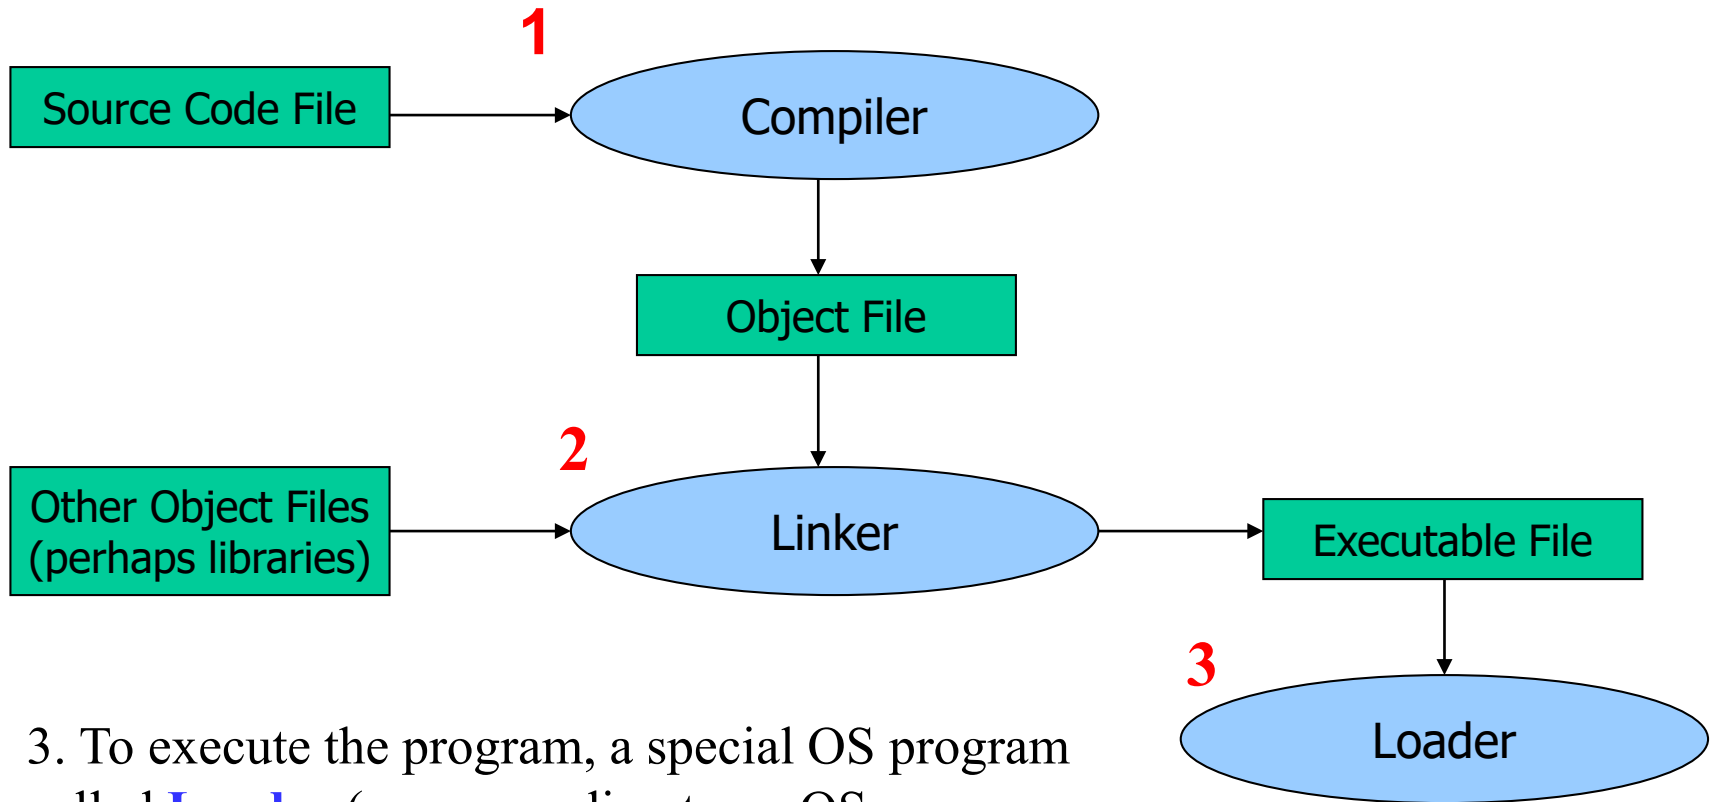 1
Source Code File
Compiler
Object File
2
Other Object Files
(perhaps libraries)
Linker
Executable File
3
Loader
3. To execute the program, a special OS program